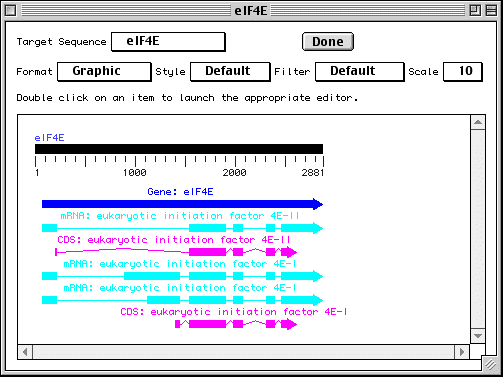 eIF4E
Target Sequence eIF4E Done
Format Graphic Style Default Filter Default Scale 10
Double click on an item to launch the appropriate editor.
eIF4E
1 1000 2000 2881
Gene: eIF4E
mRNA: eukaryotic initiation factor 4E-II
CDS: eukaryotic initiation factor 4E-II
mRNA: eukaryotic initiation factor 4E-I
mRNA: eukaryotic initiation factor 4E-I
CDS: eukaryotic initiation factor 4E-I